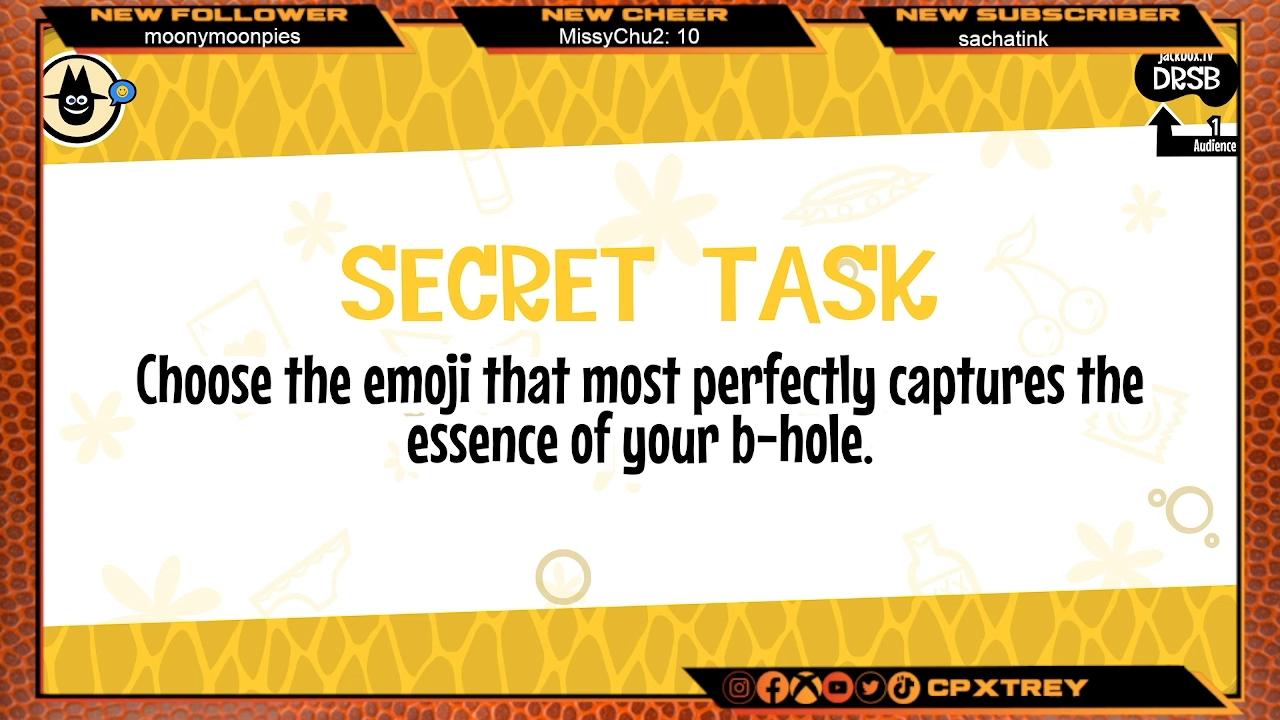 NEW FOLLOWER
moonymoonpies
NEW CHEER
MissyChu2: 10
NEW SUBSCRIBER
sachatink
jackbox.tv
DRSB
1
Audience
SECRET TASK
Choose the emoji that most perfectly captures the
essence of your b-hole.
CPXTREY